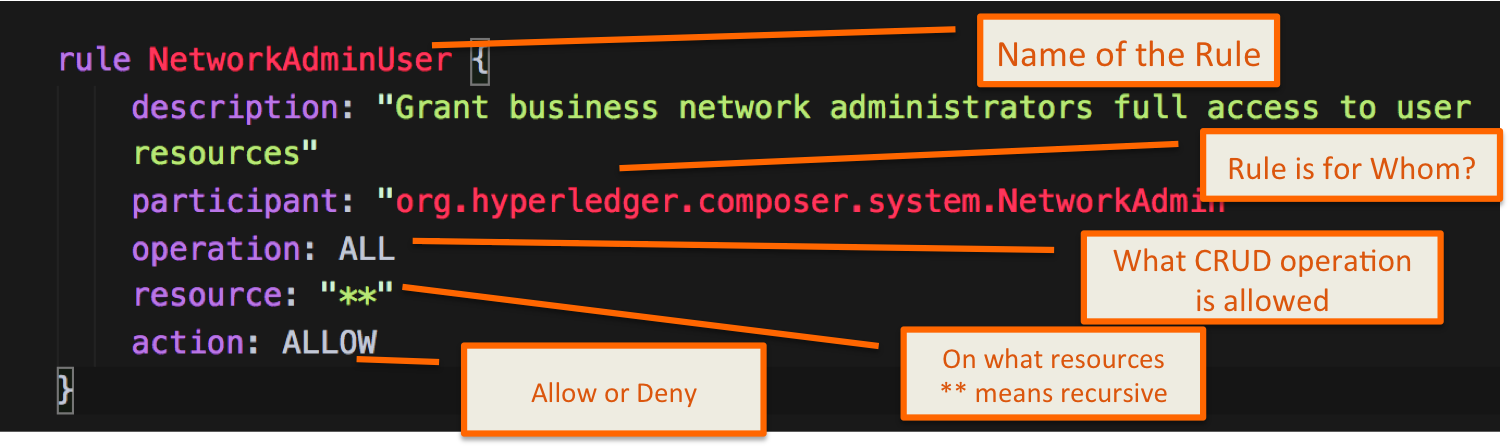 rule NetworkAdminUser {
Name of the Rule
description: "Grant business network administrators full access to user
resources"
Rule is for Whom?
participant: "org.hyperledger.composer.system.NetworkAdmin
operation: ALL
What CRUD operation
is allowed
resource: "**"
On what resources
** means recursive
action: ALLOW
Allow or Deny
}